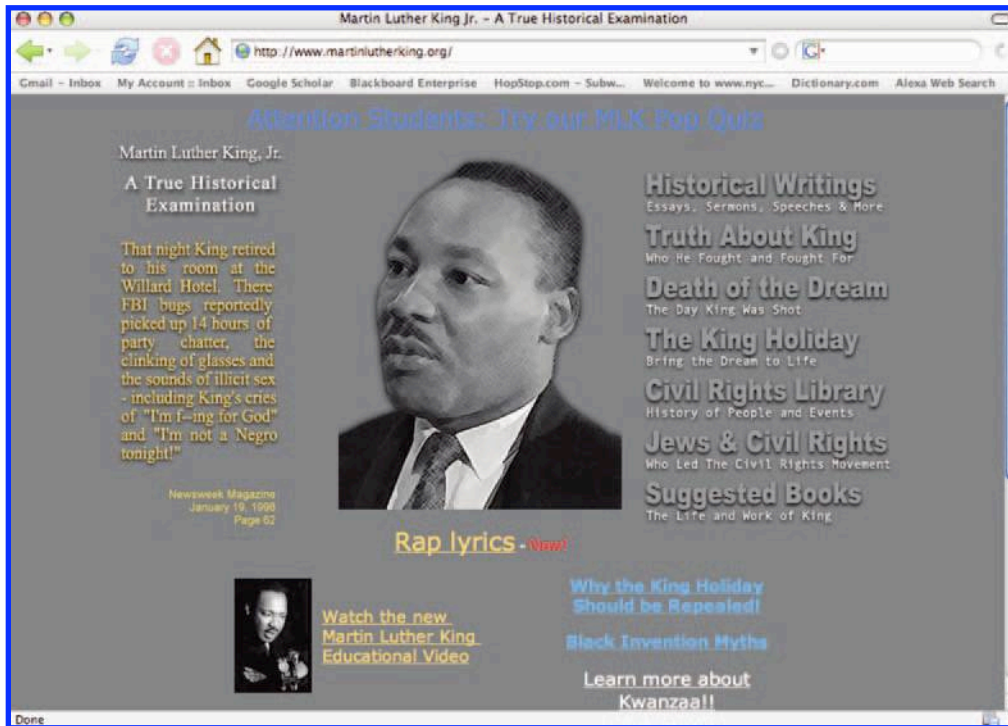 Martin Luther King Jr. – A True Historical Examination
http://www.martinlutherking.org/
Gmail – Inbox My Account :: Inbox Google Scholar Blackboard Enterprise HopStop.com – Subw... Welcome to www.nyc... Dictionary.com Alexa Web Search
Attention Students: Try our MLK Pop Quiz
Martin Luther King, Jr.
A True Historical
Examination
That night King retired
to his room at the
Willard Hotel. There
FBI bugs reportedly
picked up 14 hours of
party chatter, the
clinking of glasses and
the sounds of illicit sex
- including King's cries
of "I'm f--ing for God"
and "I'm not a Negro
tonight!"
Newsweek Magazine
January 19, 1998
Page 62
Historical Writings
Essays, Sermons, Speeches & More
Truth About King
Who He Fought and Fought For
Death of the Dream
The Day King Was Shot
The King Holiday
Bring the Dream to Life
Civil Rights Library
History of People and Events
Jews & Civil Rights
Who Led The Civil Rights Movement
Suggested Books
The Life and Work of King
Rap lyrics - New!
Watch the new
Martin Luther King
Educational Video
Why the King Holiday
Should be Repealed!
Black Invention Myths
Learn more about
Kwanzaa!!
Done